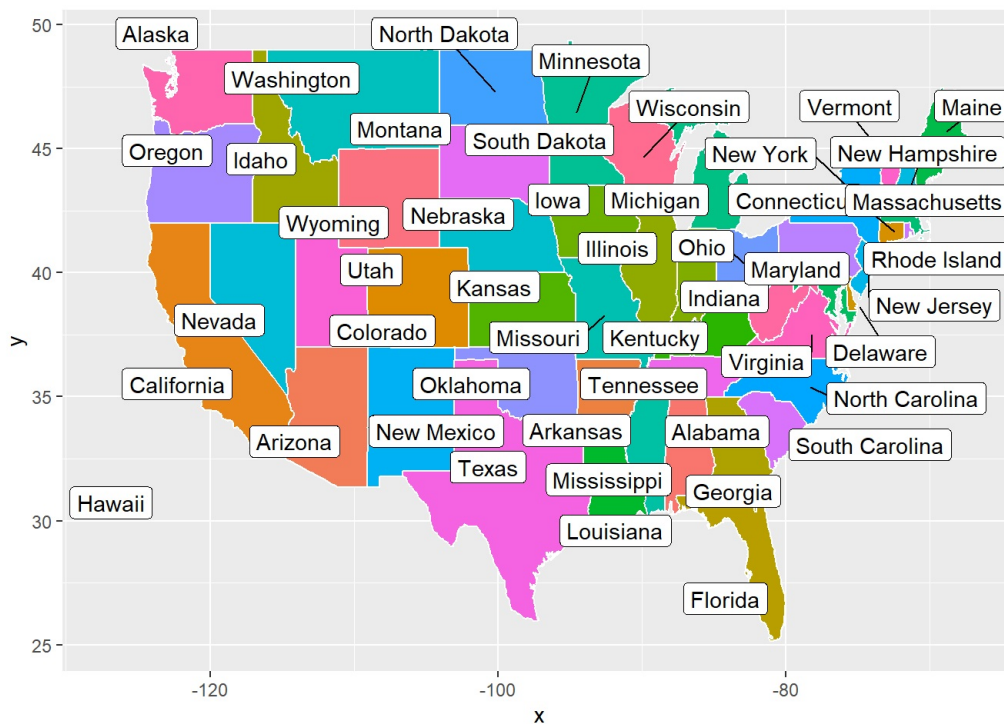 50
Alaska
North Dakota
Minnesota
Washington
Wisconsin
Vermont
Maine
Montana
45
Oregon
Idaho
South Dakota
New York
New Hampshire
Wyoming
Nebraska
Iowa
Michigan
Connecticu
Massachusetts
Illinois
Ohio
Rhode Island
40
Utah
Kansas
Maryland
Indiana
New Jersey
Nevada
Colorado
Missouri
Kentucky
Virginia
Delaware
y
35
California
Oklahoma
Tennessee
North Carolina
Arizona
New Mexico
Arkansas
Alabama
South Carolina
Texas
Mississippi
Georgia
30
Hawaii
Louisiana
Florida
25
-120
-100
-80
x